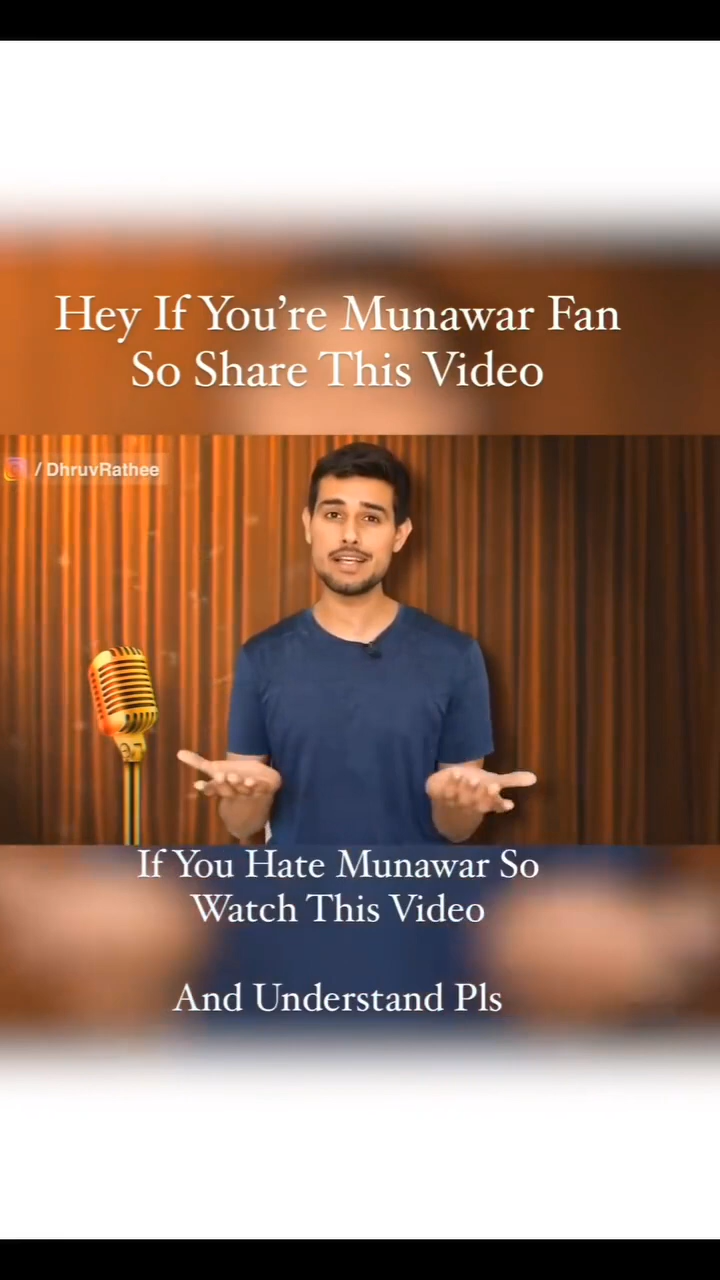 Hey If You're Munawar Fan
So Share This Video
/ DhruvRathee
If You Hate Munawar So
Watch This Video
And Understand Pls